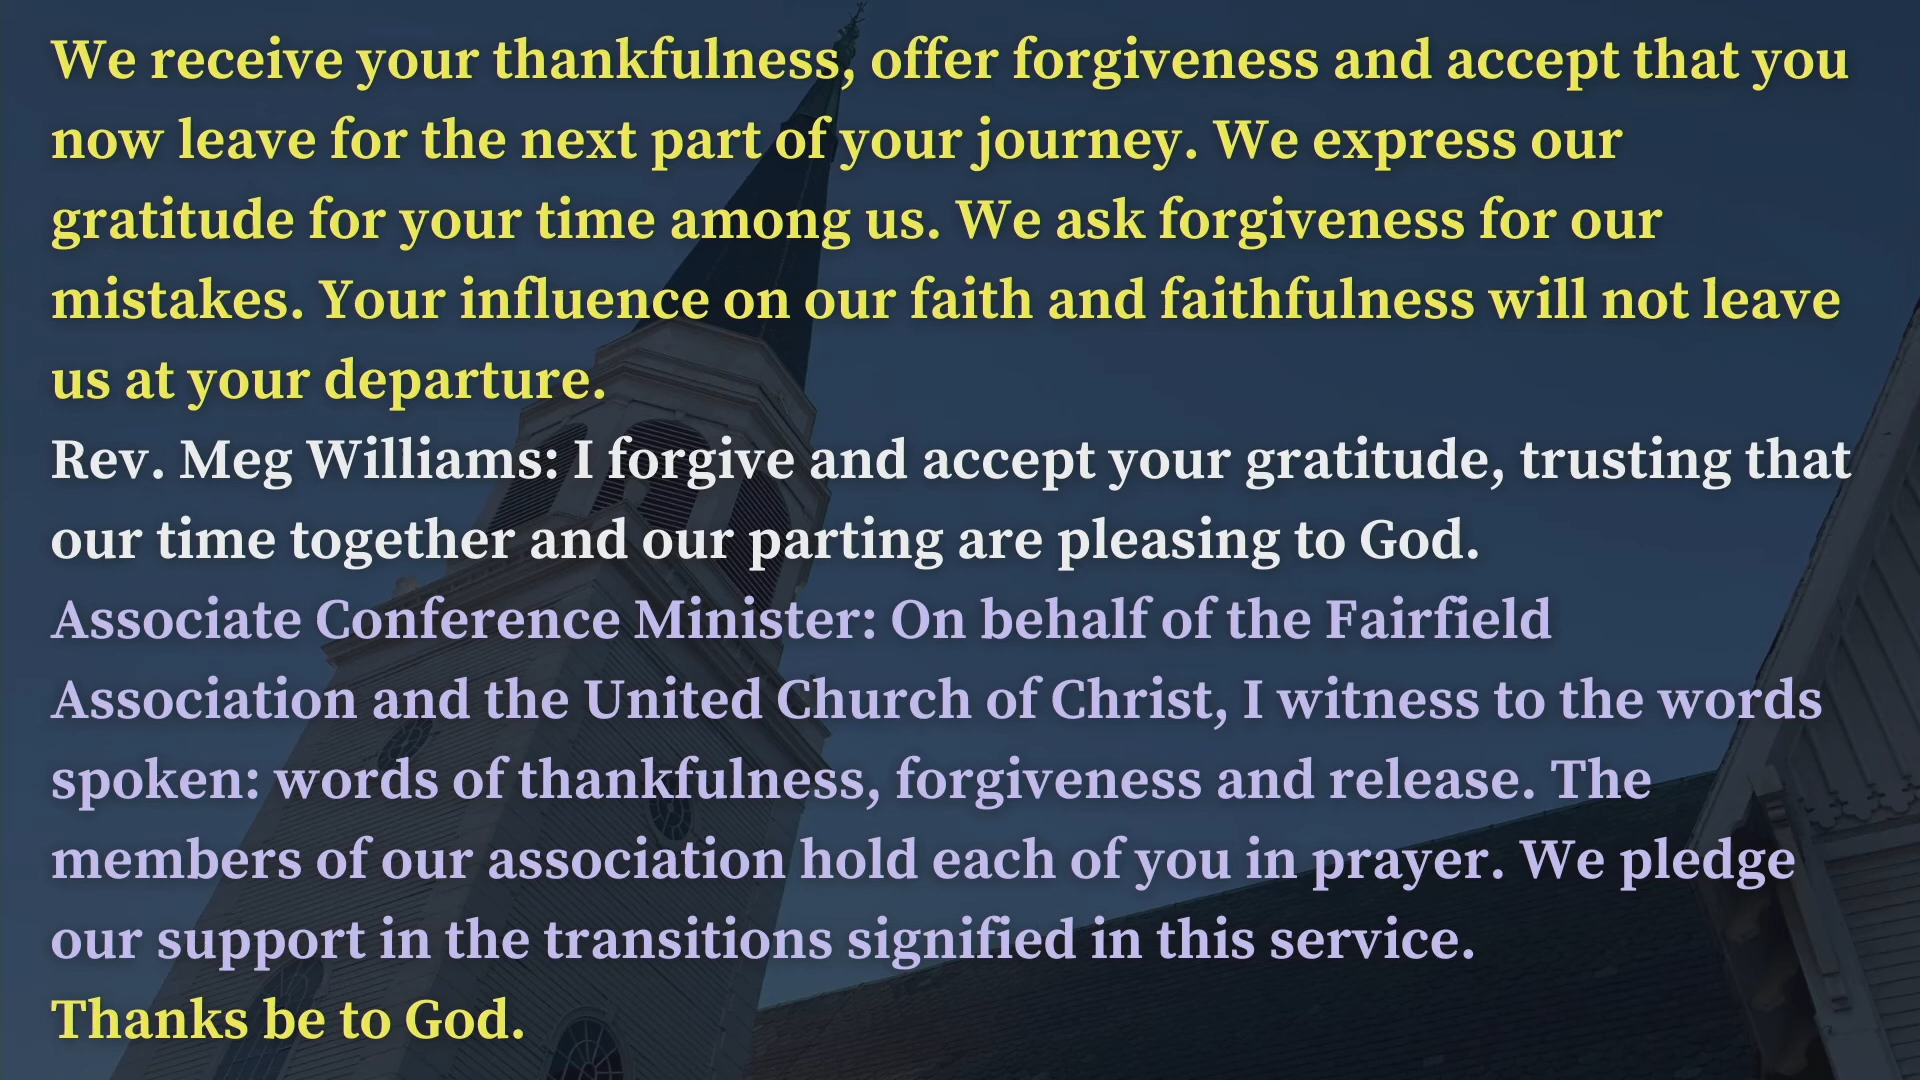 We receive your thankfulness, offer forgiveness and accept that you
now leave for the next part of your journey. We express our
gratitude for your time among us. We ask forgiveness for our
mistakes. Your influence on our faith and faithfulness will not leave
us at your departure.
Rev. Meg Williams: I forgive and accept your gratitude, trusting that
our time together and our parting are pleasing to God.
Associate Conference Minister: On behalf of the Fairfield
Association and the United Church of Christ, I witness to the words
spoken: words of thankfulness, forgiveness and release. The
members of our association hold each of you in prayer. We pledge
our support in the transitions signified in this service.
Thanks be to God.